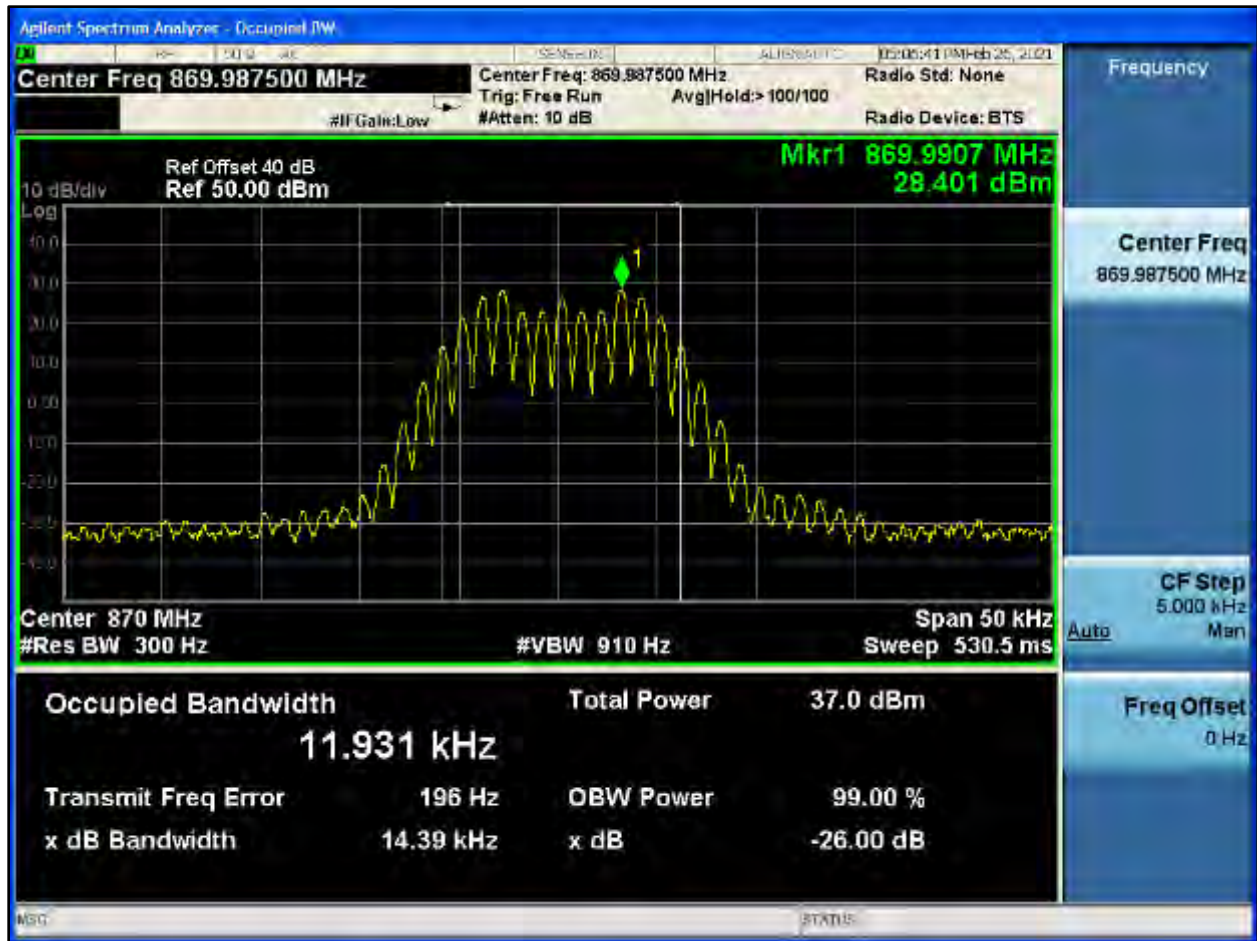 Agilent Spectrum Analyzer - Occupied BW
Center Freq 869.987500 MHz
Center Freq: 869.987500 MHz
Radio Std: None
Trig: Free Run
Avg|Hold:> 100/100
#IFGain:Low
#Atten: 10 dB
Radio Device: BTS
Frequency
Mkr1 869.9907 MHz
28.401 dBm
Ref Offset 40 dB
10 dB/div
Ref 50.00 dBm
Log
1
Center Freq
869.987500 MHz
Center 870 MHz
Span 50 kHz
#Res BW 300 Hz
#VBW 910 Hz
Sweep 530.5 ms
CF Step
5.000 kHz
Auto
Man
Occupied Bandwidth
Total Power
37.0 dBm
11.931 kHz
Freq Offset
0 Hz
Transmit Freq Error
196 Hz
OBW Power
99.00 %
x dB Bandwidth
14.39 kHz
x dB
-26.00 dB
MSG
STATUS